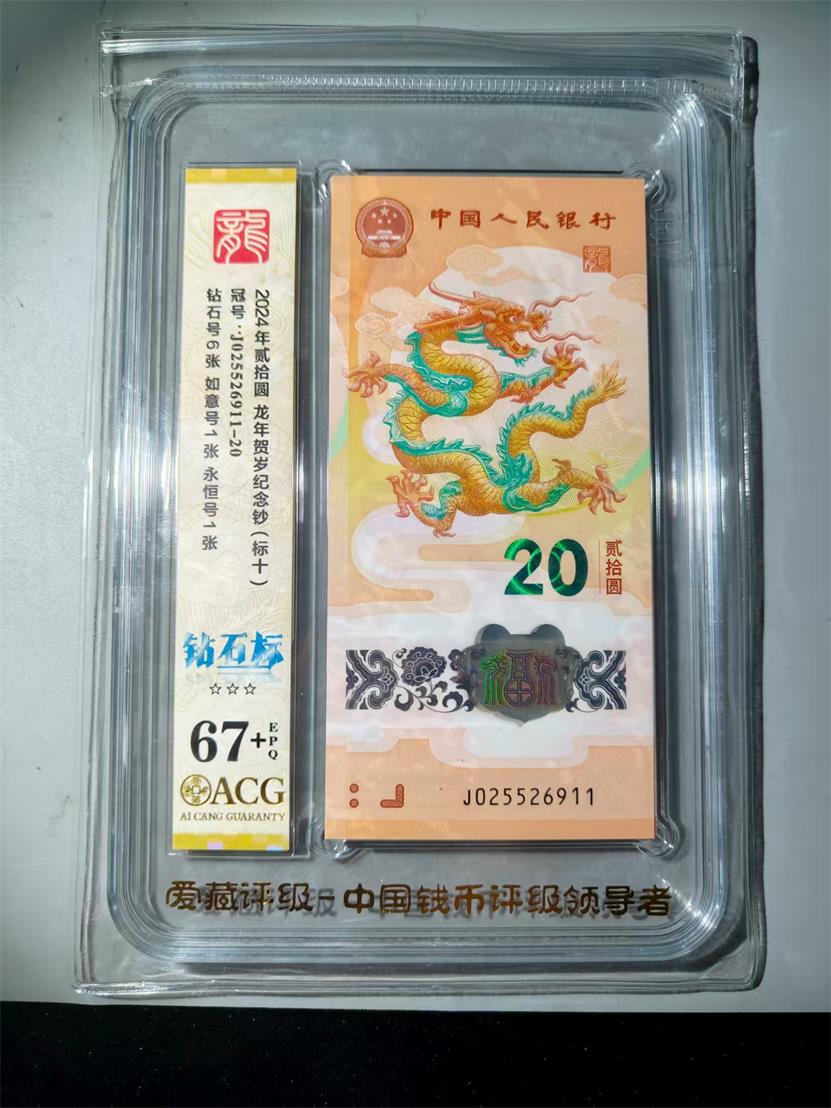 龍
2024年贰拾圆 龙年贺岁纪念钞(标十)
冠号:J025526911-20
钻石号6张 如意号1张 永恒号1张
钻石标
☆☆☆
67+
EPQ
ACG
AI CANG GUARANTY
中国人民银行
龍
20
贰拾圆
福
J025526911
爱藏评级-中国钱币评级领导者